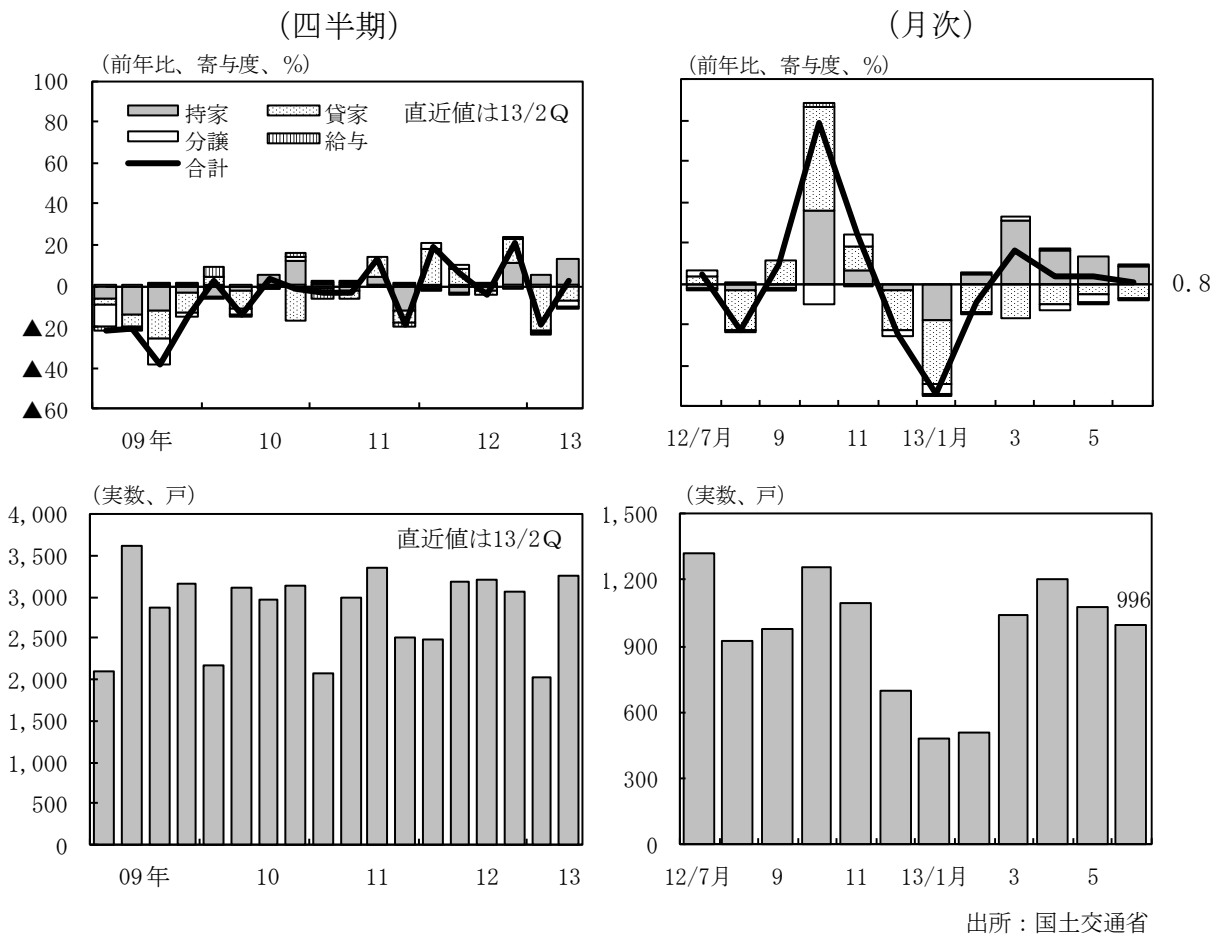 (四半期)
(月次)
(前年比、寄与度、%)
(前年比、寄与度、%)
100
80
60
40
20
0
▲20
▲40
▲60
持家
貸家
直近値は13/2Q
分譲
給与
合計
0.8
09年
10
11
12
13
12/7月
9
11
13/1月
3
5
(実数、戸)
(実数、戸)
4,000
3,500
3,000
2,500
2,000
1,500
1,000
500
0
直近値は13/2Q
1,500
1,200
900
600
300
0
996
09年
10
11
12
13
12/7月
9
11
13/1月
3
5
出所：国土交通省